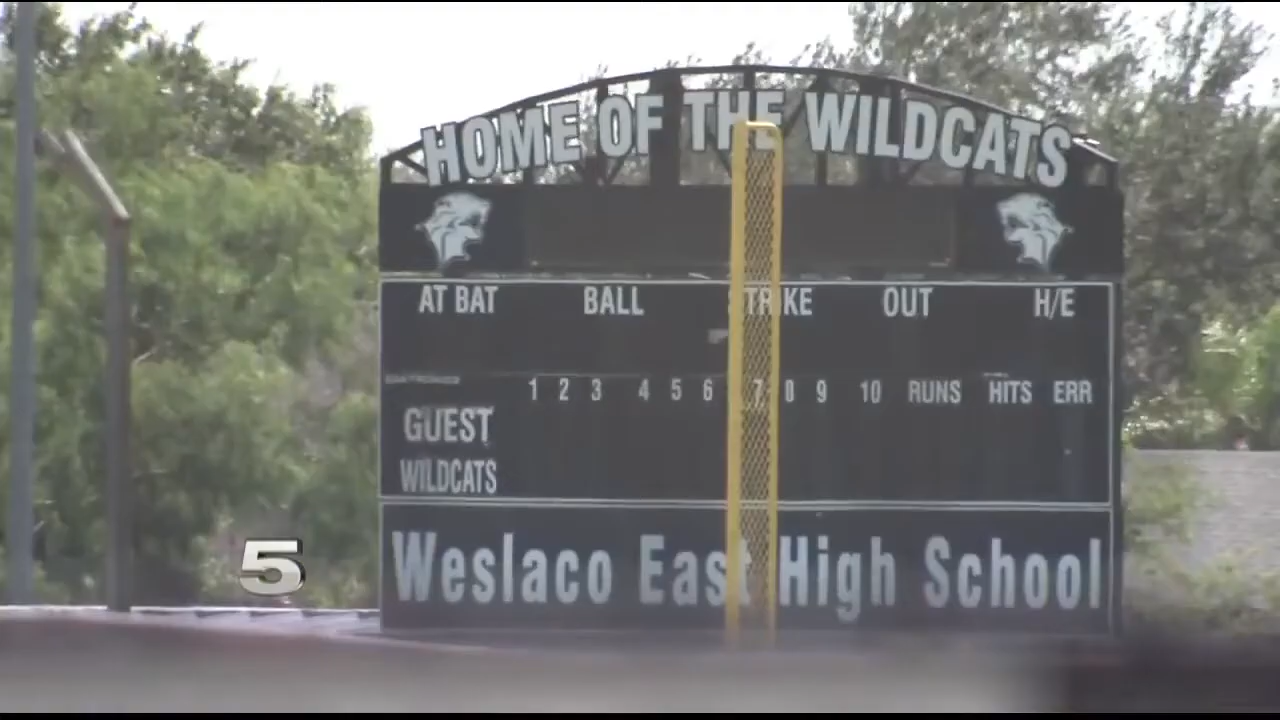 HOME OF THE WILDCATS
AT BAT BALL STRIKE OUT H/E
1 2 3 4 5 6 7 8 9 10 RUNS HITS ERR
GUEST
WILDCATS
Weslaco East High School
5